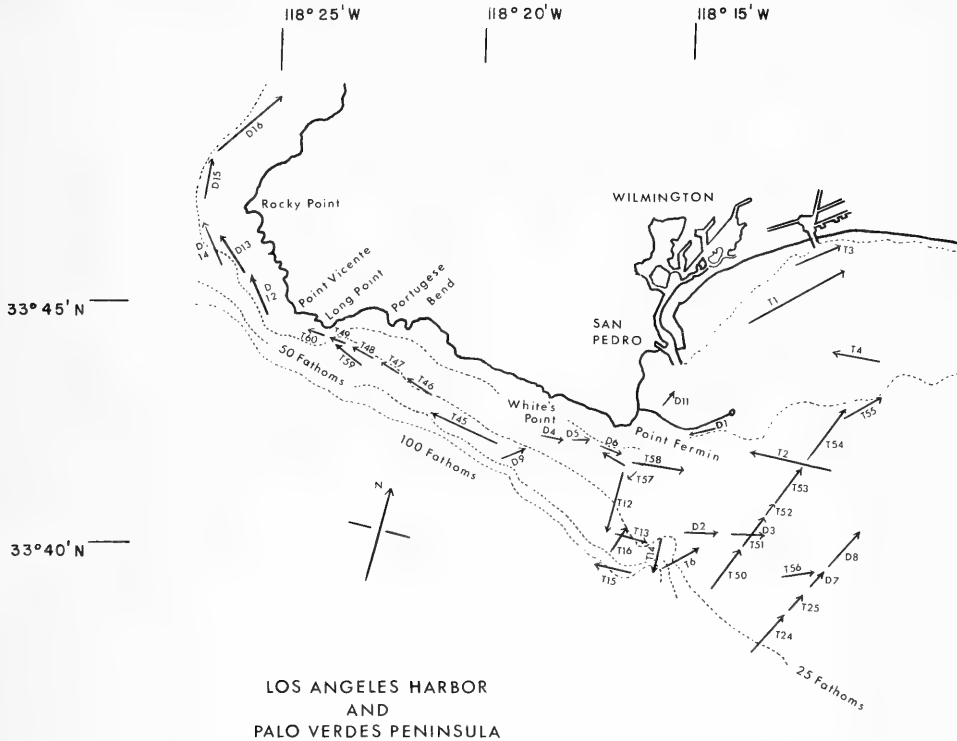 118° 25' W
118° 20' W
118° 15' W
D16
D15
Rocky Point
WILMINGTON
D13
D
14
T3
D
12
Point Vicente
Long Point
Portugese
Bend
T1
33° 45' N
SAN
PEDRO
T60
T49
T48
T59
T47
T46
T4
50 Fathoms
D11
T55
White's
Point
T45
D4
D5
D6
Point Fermin
D1
T54
100 Fathoms
D9
T58
T2
T57
T53
N
T12
T52
33° 40' N
T13
D2
D3
T16
T14
T51
D8
T6
T15
T50
T56
D7
T25
T24
25 Fathoms
LOS ANGELES HARBOR
AND
PALO VERDES PENINSULA